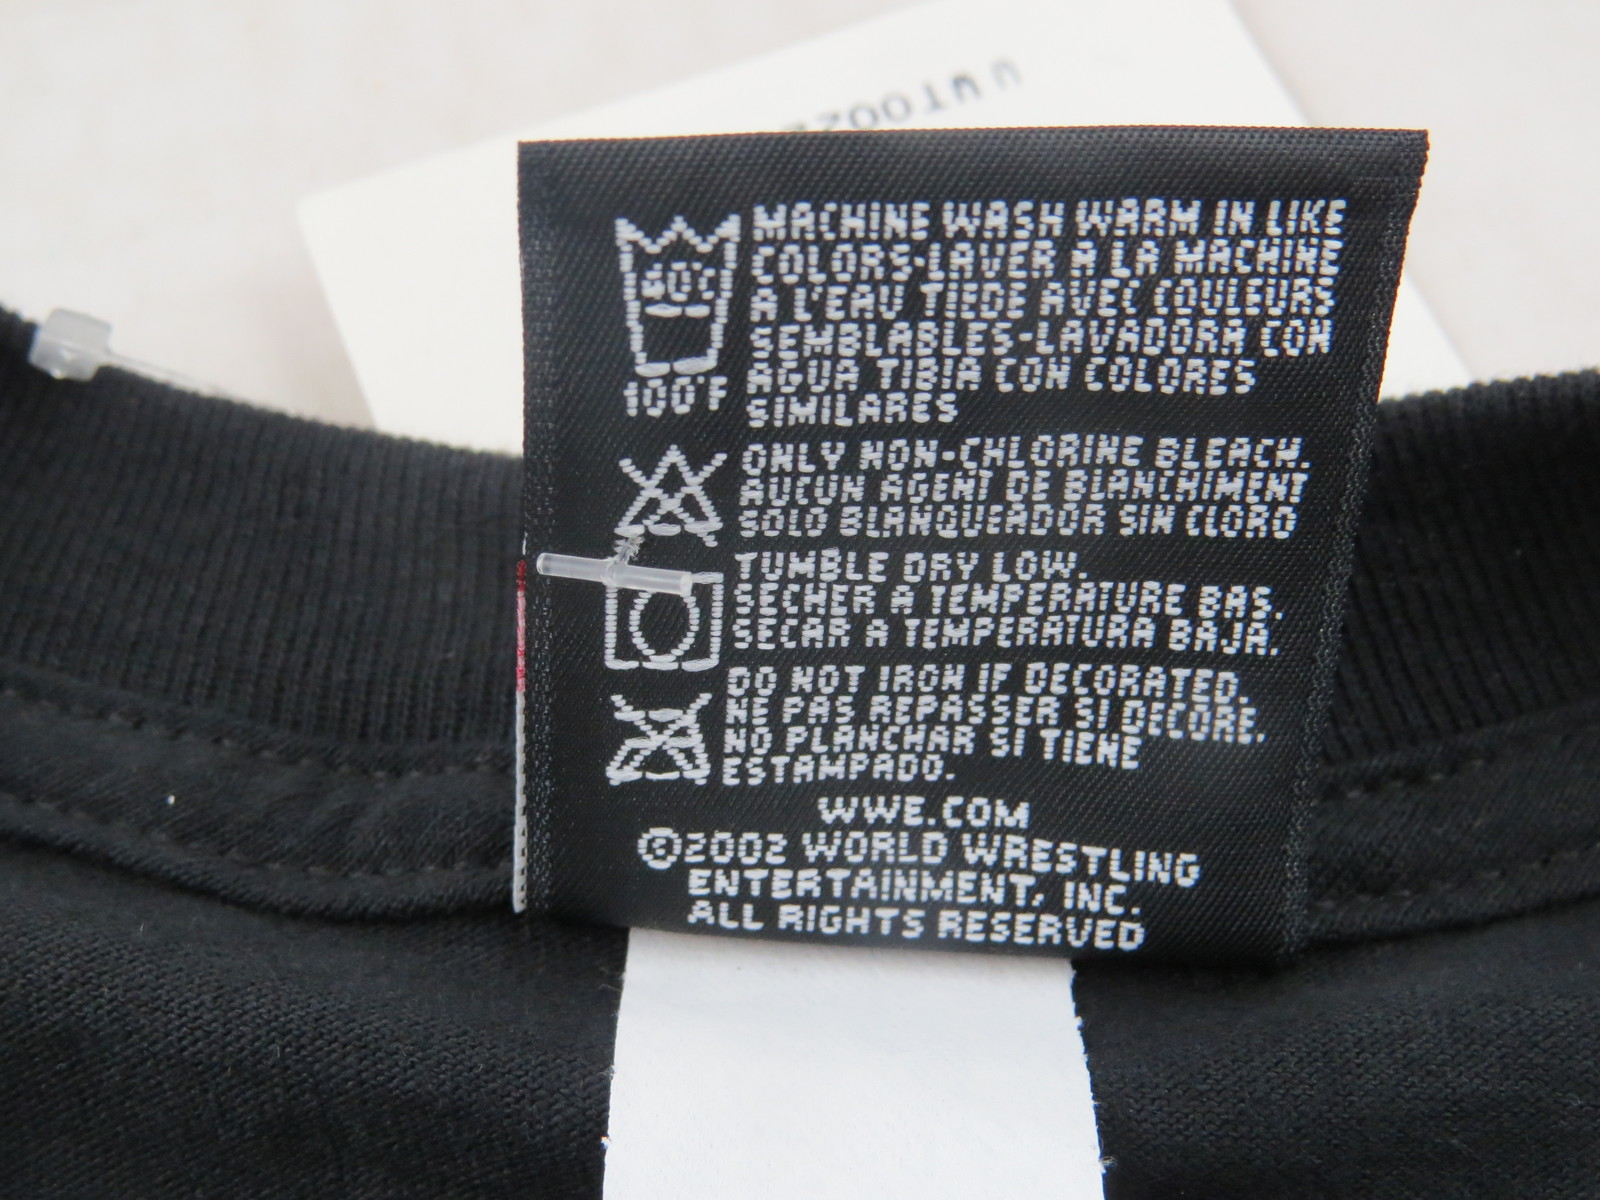 MACHINE WASH WARM IN LIKE
COLORS-LAVER A LA MACHINE
A L'EAU TIEDE AVEC COULEURS
SEMBLABLES-LAVADORA CON
AGUA TIBIA CON COLORES
SIMILARES
40C
100°F
ONLY NON-CHLORINE BLEACH.
AUCUN AGENT DE BLANCHIMENT
SOLO BLANQUEADOR SIN CLORO
TUMBLE DRY LOW.
SECHER A TEMPERATURE BAS.
SECAR A TEMPERATURA BAJA.
DO NOT IRON IF DECORATED.
NE PAS REPASSER SI DECORE.
NO PLANCHAR SI TIENE
ESTAMPADO.
WWE.COM
©2002 WORLD WRESTLING
ENTERTAINMENT, INC.
ALL RIGHTS RESERVED